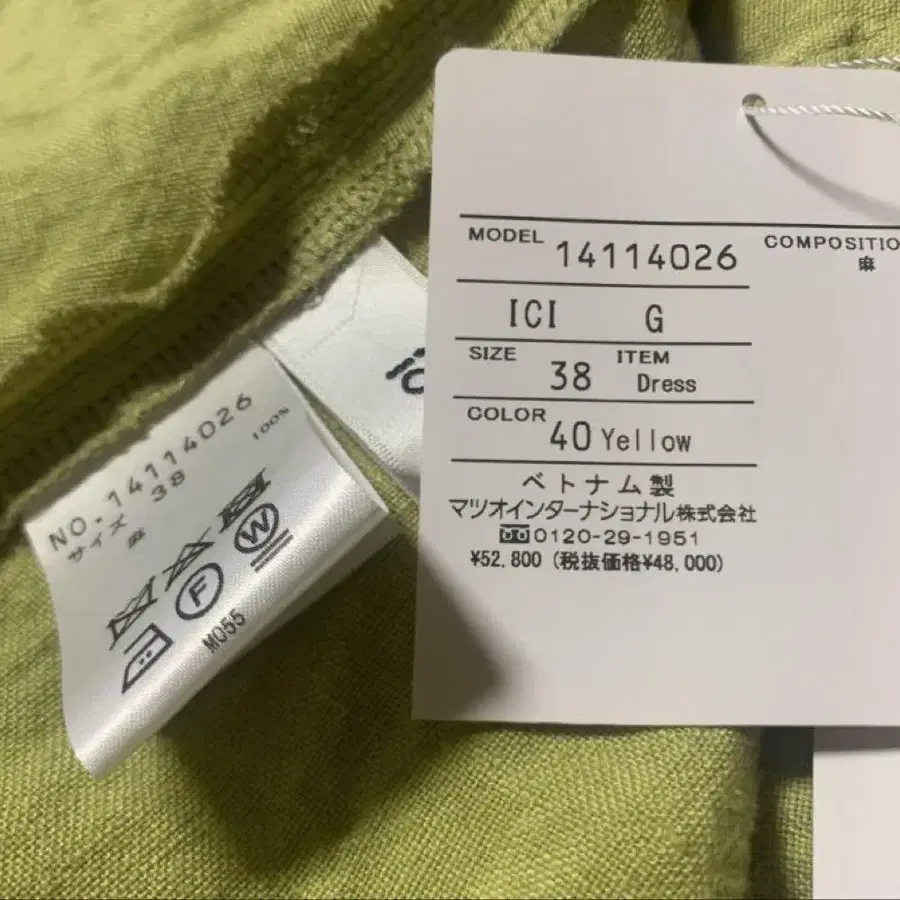 MODEL 14114026
COMPOSITIO
麻
ICI G
SIZE 38 ITEM Dress
COLOR 40 Yellow
ベトナム製
マツオインターナショナル株式会社
0120-29-1951
¥52,800 (税抜価格¥48,000)
NO.14114026
サイズ 38
麻 100%
W
F
M055